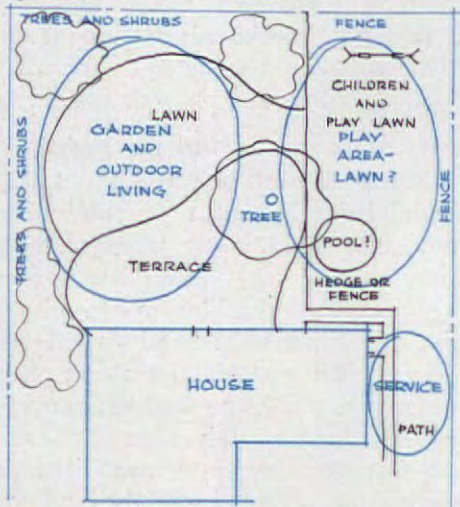 TREES AND SHRUBS
FENCE
CHILDREN
AND
PLAY LAWN
PLAY
AREA-
LAWN?
LAWN
GARDEN
AND
OUTDOOR
LIVING
TREES AND SHRUBS
FENCE
TREE
POOL?
TERRACE
HEDGE OR
FENCE
HOUSE
SERVICE
PATH